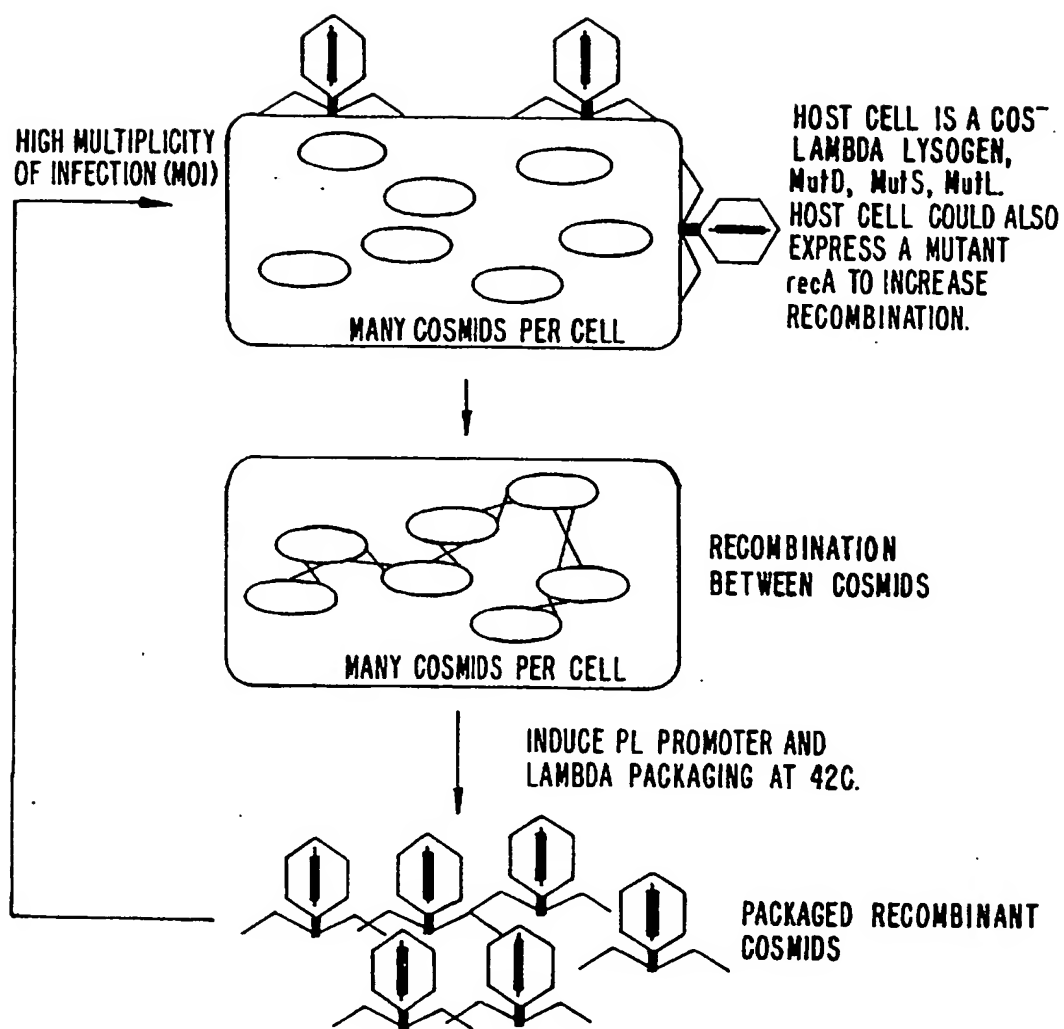 HIGH MULTIPLICITY
OF INFECTION (MOI)
HOST CELL IS A COS⁻
LAMBDA LYSOGEN,
MutD, MutS, MutL.
HOST CELL COULD ALSO
EXPRESS A MUTANT
recA TO INCREASE
RECOMBINATION.
MANY COSMIDS PER CELL
RECOMBINATION
BETWEEN COSMIDS
MANY COSMIDS PER CELL
INDUCE PL PROMOTER AND
LAMBDA PACKAGING AT 42C.
PACKAGED RECOMBINANT
COSMIDS